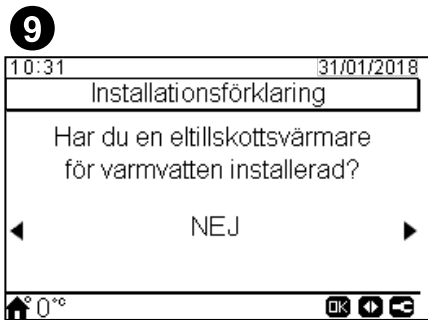 9
10:31 31/01/2018
Installationsförklaring
Har du en eltillskottsvärmare
för varmvatten installerad?
NEJ
0°C
OK